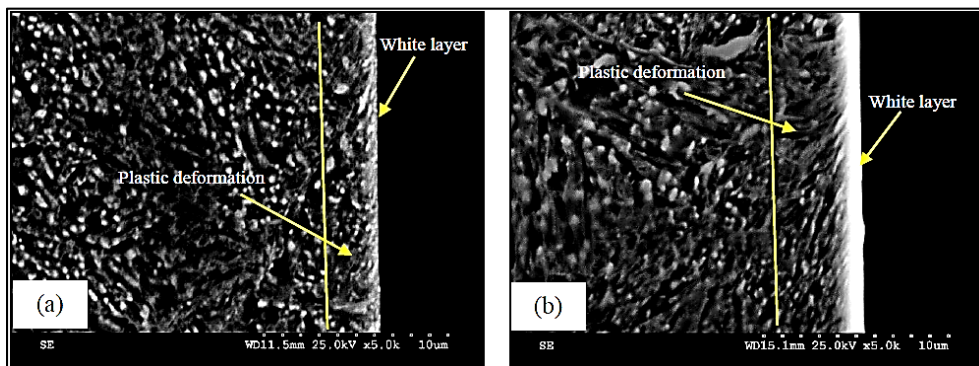 White layer
Plastic deformation
(a)
SE
WD11.5mm 25.0kV x5.0k 10um
Plastic deformation
White layer
(b)
SE
WD15.1mm 25.0kV x5.0k 10um